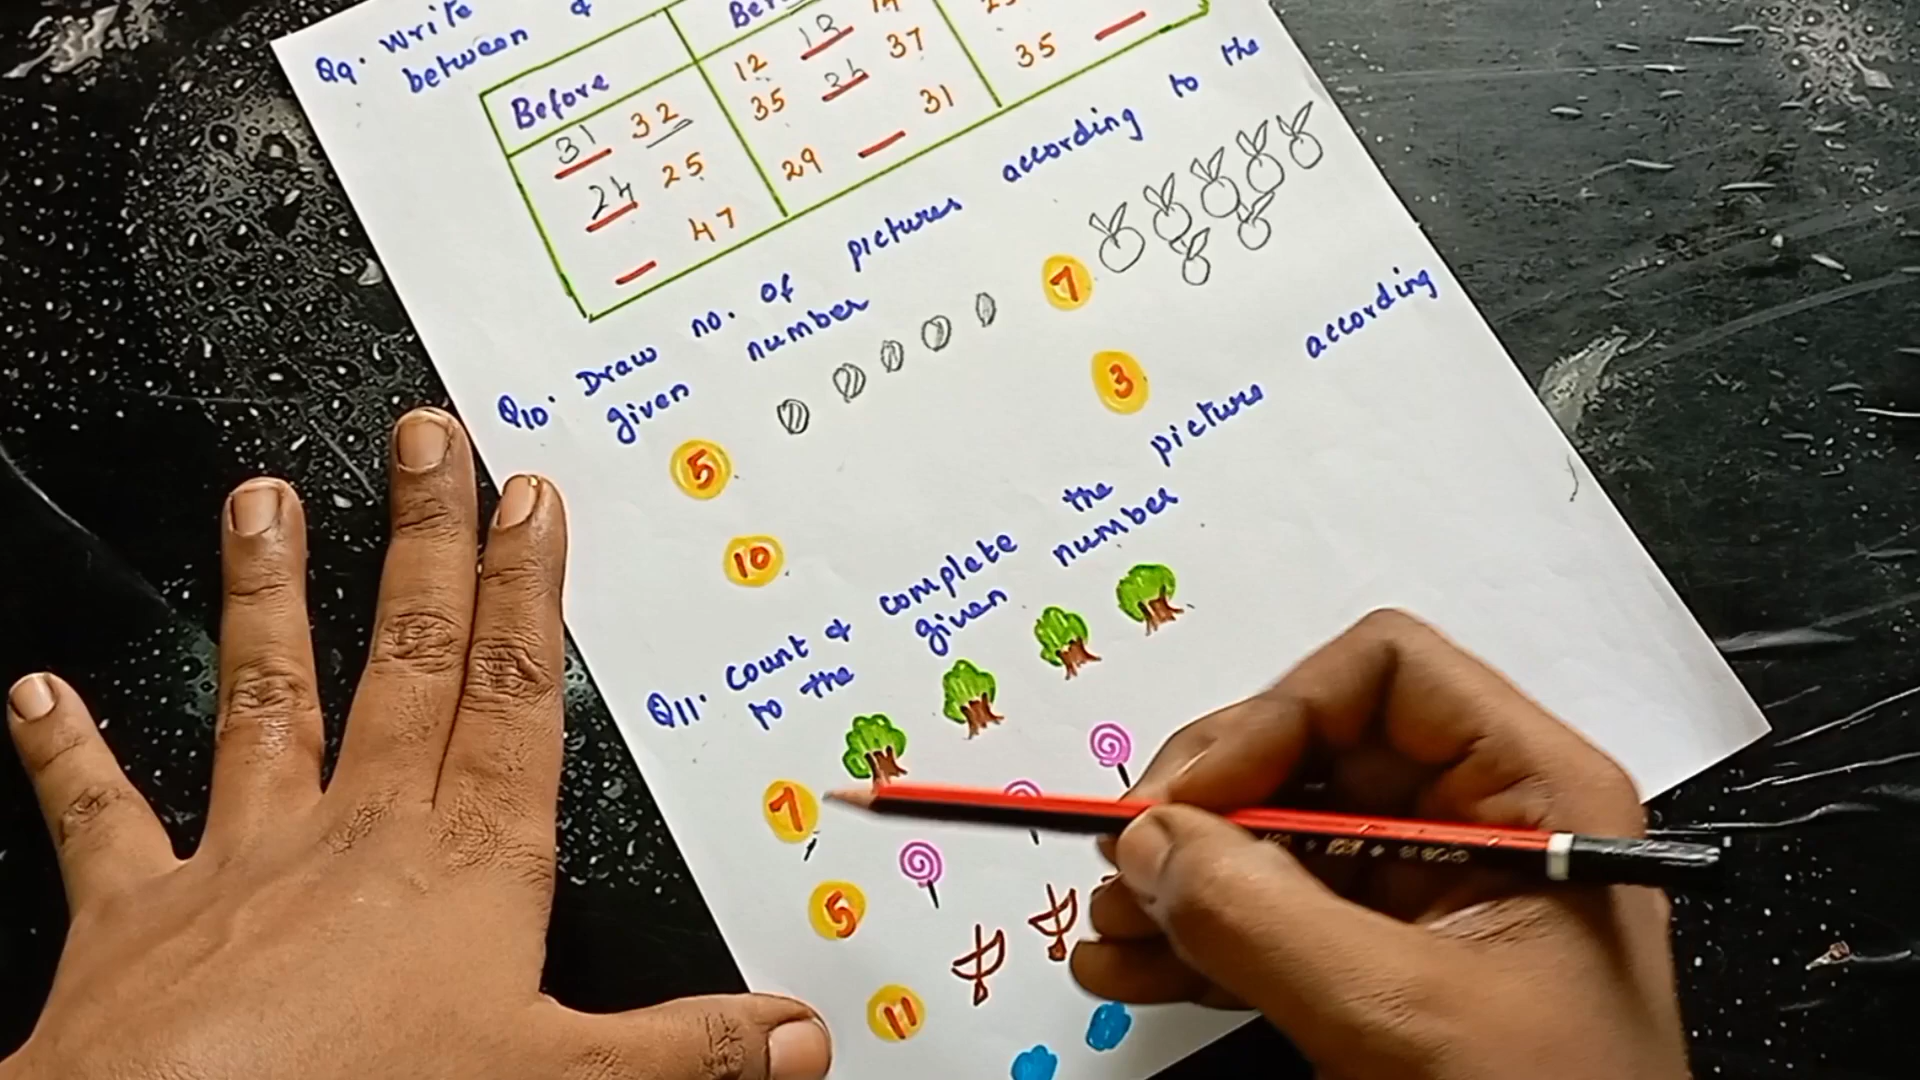 Q9. Write
between &
Before
31 32
24 25
47
12 13 14
35 36 37
29 31
35
Q10. Draw no. of pictures according to the
given number
5
7
10
3
Q11. Count & complete the picture according
to the given number
7
5
11